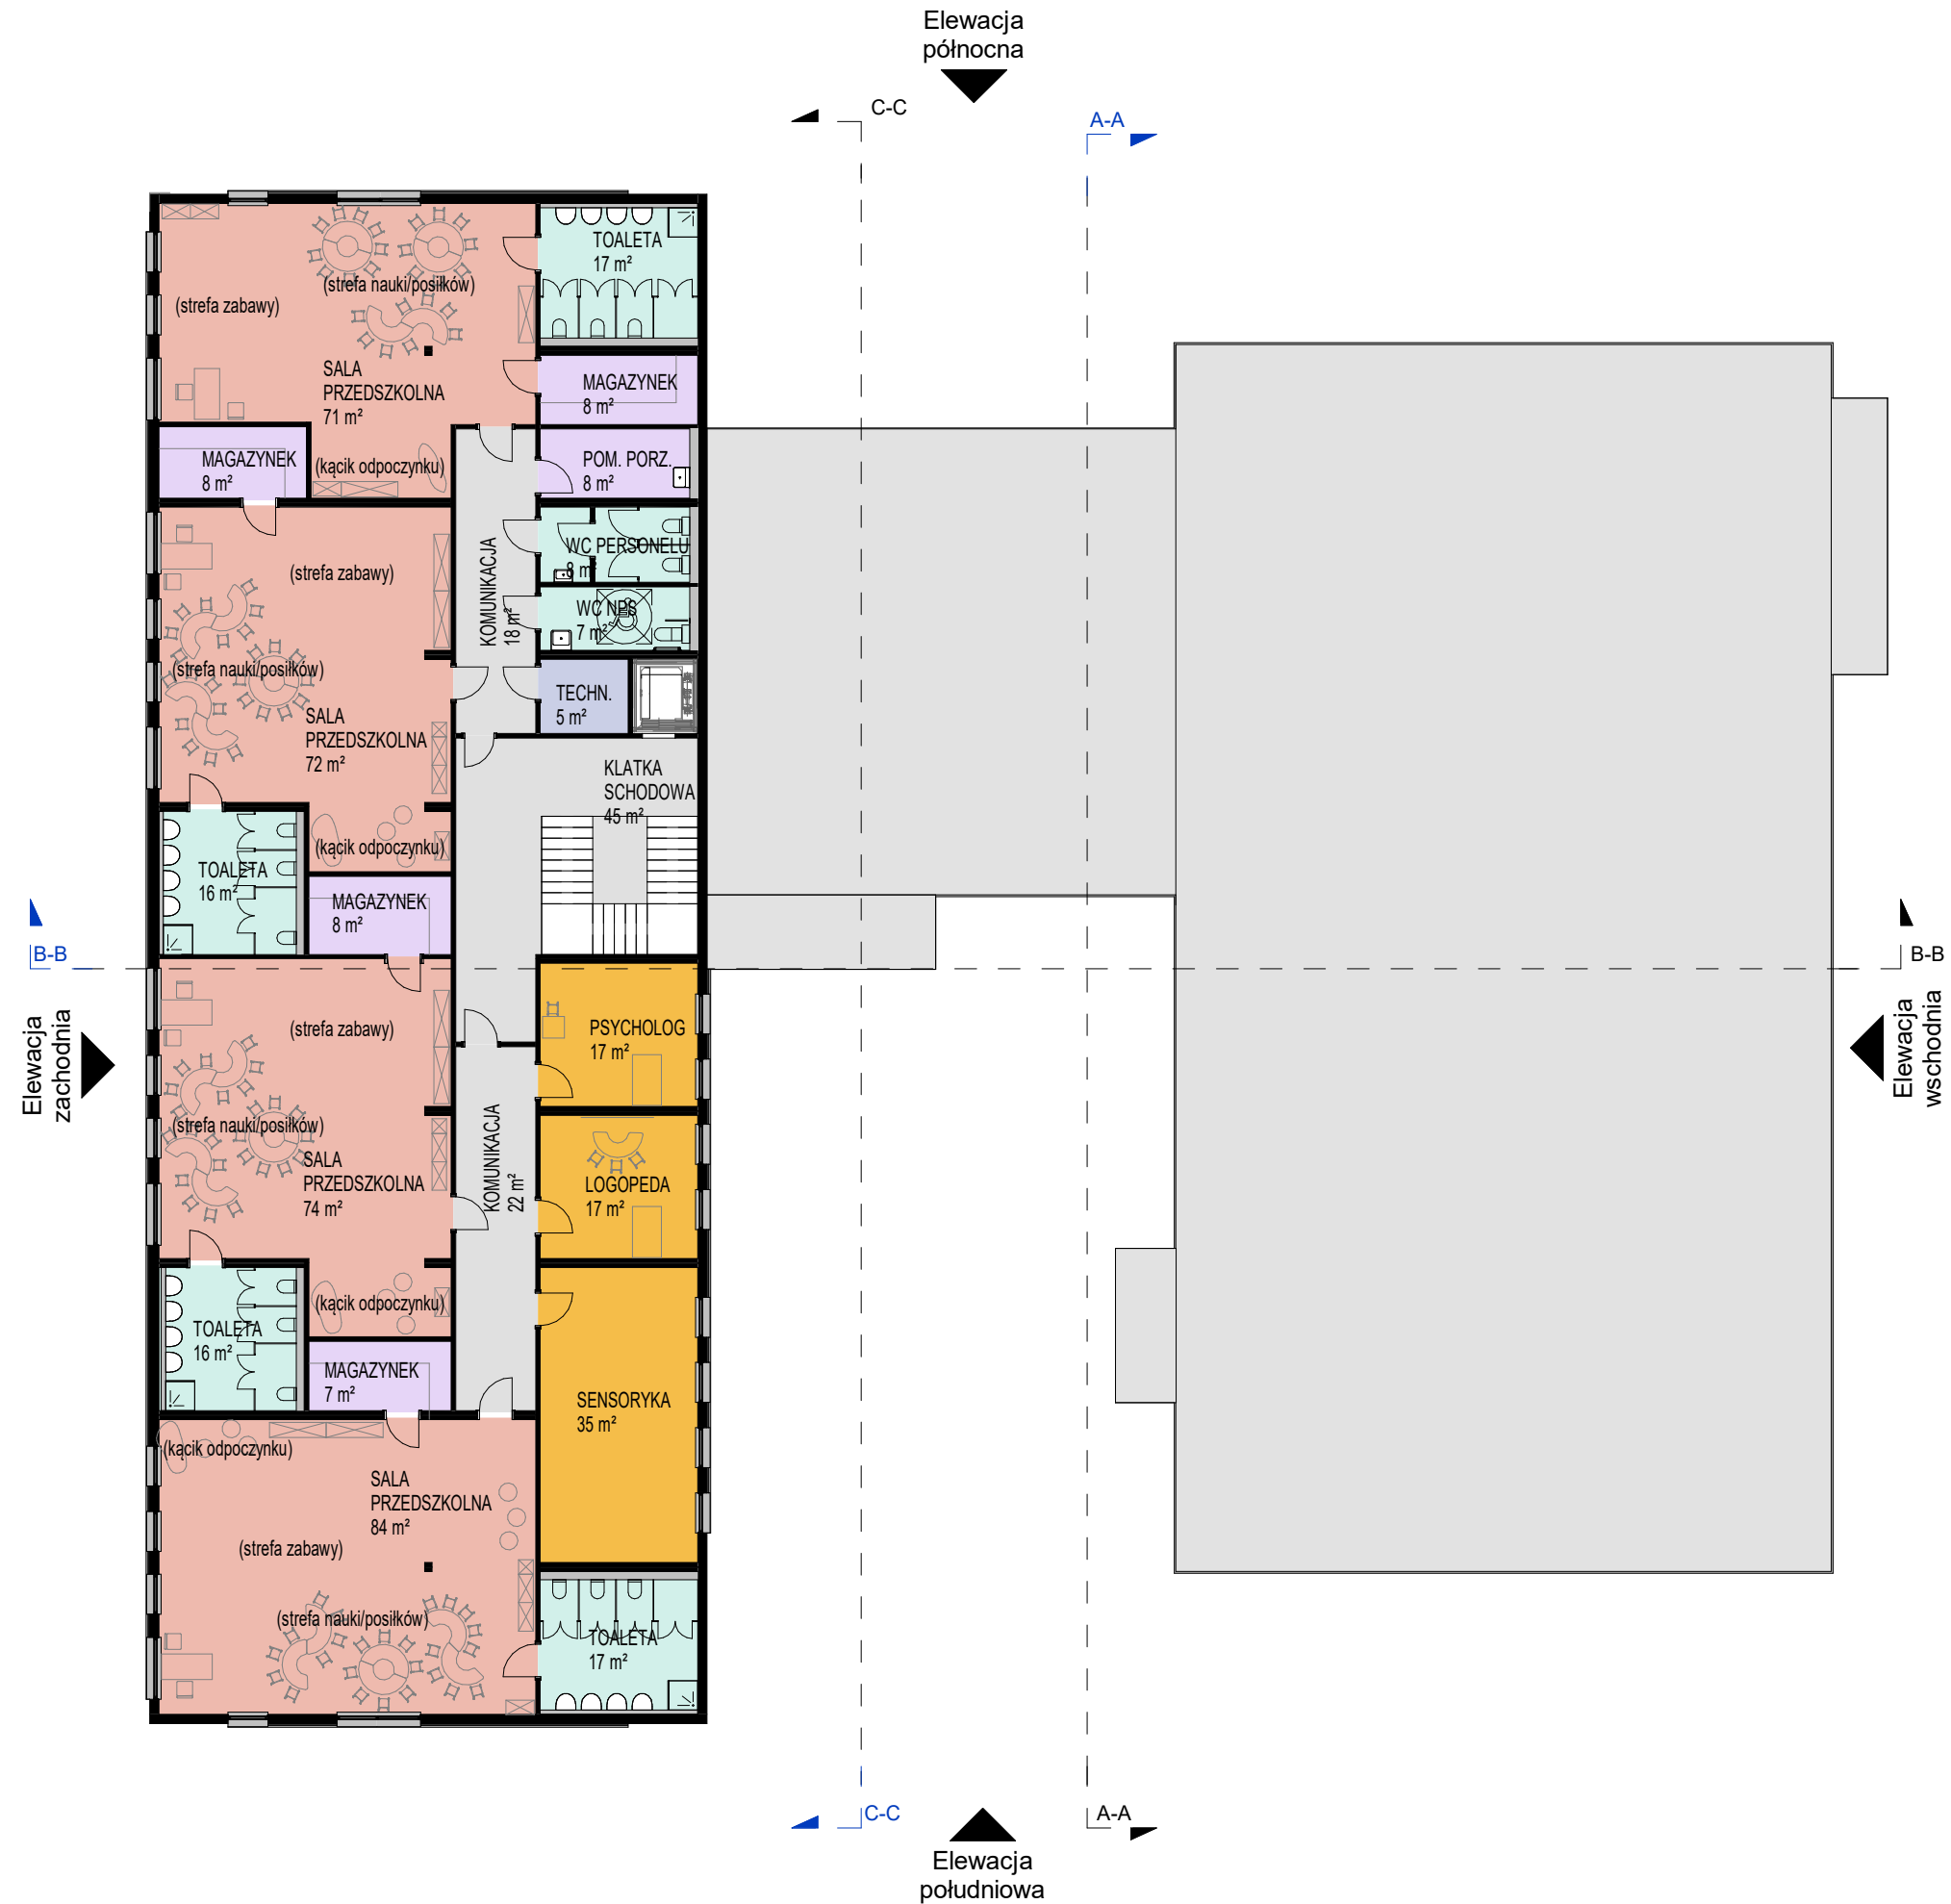 Elewacja
północna
C-C
A-A
TOALETA
17 m²
(strefa nauki/posiłków)
(strefa zabawy)
SALA
PRZEDSZKOLNA
71 m²
MAGAZYNEK
8 m²
MAGAZYNEK
8 m²
(kącik odpoczynku)
POM. PORZ.
8 m²
KOMUNIKACJA
18 m²
WC PERSONELU
8 m²
(strefa zabawy)
WC NPS
7 m²
(strefa nauki/posiłków)
TECHN.
5 m²
SALA
PRZEDSZKOLNA
72 m²
KLATKA
SCHODOWA
45 m²
(kącik odpoczynku)
TOALETA
16 m²
MAGAZYNEK
8 m²
B-B
B-B
Elewacja
zachodnia
Elewacja
wschodnia
(strefa zabawy)
PSYCHOLOG
17 m²
(strefa nauki/posiłków)
SALA
PRZEDSZKOLNA
74 m²
KOMUNIKACJA
22 m²
LOGOPEDA
17 m²
(kącik odpoczynku)
TOALETA
16 m²
MAGAZYNEK
7 m²
SENSORYKA
35 m²
(kącik odpoczynku)
SALA
PRZEDSZKOLNA
84 m²
(strefa zabawy)
(strefa nauki/posiłków)
TOALETA
17 m²
C-C
A-A
Elewacja
południowa